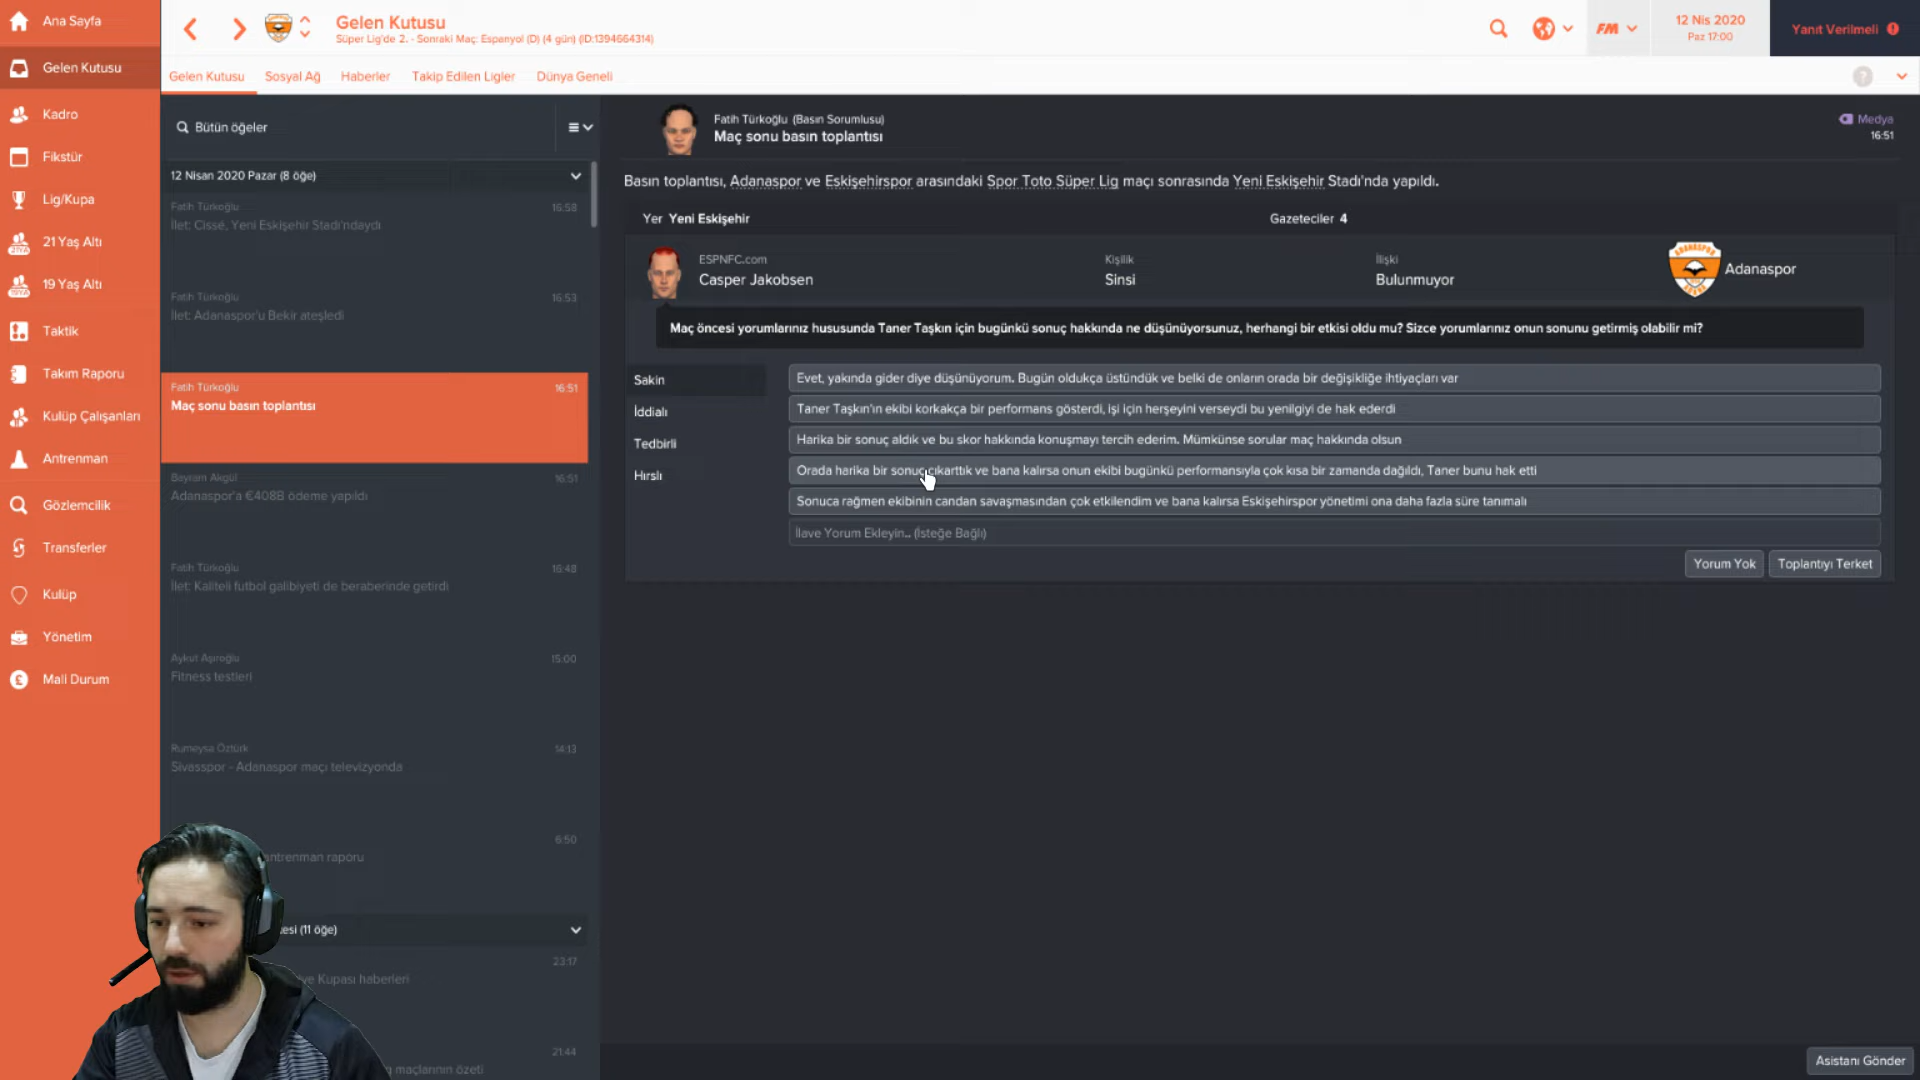 Ana Sayfa
Gelen Kutusu
Kadro
Fikstür
Lig/Kupa
21 Yaş Altı
19 Yaş Altı
Taktik
Takım Raporu
Kulüp Çalışanları
Antrenman
Gözlemcilik
Transferler
Kulüp
Yönetim
Mali Durum
Gelen Kutusu
Süper Lig'de 2. - Sonraki Maç: Espanyol (D) (4 gün) (ID:1394664314)
FM
12 Nis 2020
Paz 17:00
Yanıt Verilmeli
Gelen Kutusu Sosyal Ağ Haberler Takip Edilen Ligler Dünya Geneli
Bütün öğeler
12 Nisan 2020 Pazar (8 öğe)
Fatih Türkoğlu 16:58
İlet: Cissé, Yeni Eskişehir Stadı'ndaydı
Fatih Türkoğlu 16:53
İlet: Adanaspor'u Bekir ateşledi
Fatih Türkoğlu 16:51
Maç sonu basın toplantısı
Bayram Akgül 16:51
Adanaspor'a €408B ödeme yapıldı
Fatih Türkoğlu 16:48
İlet: Kaliteli futbol galibiyeti de beraberinde getirdi
Aykut Aşıroğlu 15:00
Fitness testleri
Rumeysa Öztürk 14:13
Sivasspor - Adanaspor maçı televizyonda
6:50
antrenman raporu
esi (11 öğe)
23:17
ye Kupası haberleri
21:44
maçlarının özeti
Fatih Türkoğlu (Basın Sorumlusu)
Maç sonu basın toplantısı
Medya
16:51
Basın toplantısı, Adanaspor ve Eskişehirspor arasındaki Spor Toto Süper Lig maçı sonrasında Yeni Eskişehir Stadı'nda yapıldı.
Yer Yeni Eskişehir Gazeteciler 4
ESPNFC.com
Casper Jakobsen
Kişilik
Sinsi
İlişki
Bulunmuyor
Adanaspor
Maç öncesi yorumlarınız hususunda Taner Taşkın için bugünkü sonuç hakkında ne düşünüyorsunuz, herhangi bir etkisi oldu mu? Sizce yorumlarınız onun sonunu getirmiş olabilir mi?
Sakin
İddialı
Tedbirli
Hırslı
Evet, yakında gider diye düşünüyorum. Bugün oldukça üstündük ve belki de onların orada bir değişikliğe ihtiyaçları var
Taner Taşkın'ın ekibi korkakça bir performans gösterdi, işi için herşeyini verseydi bu yenilgiyi de hak ederdi
Harika bir sonuç aldık ve bu skor hakkında konuşmayı tercih ederim. Mümkünse sorular maç hakkında olsun
Orada harika bir sonuç çıkarttık ve bana kalırsa onun ekibi bugünkü performansıyla çok kısa bir zamanda dağıldı, Taner bunu hak etti
Sonuca rağmen ekibinin candan savaşmasından çok etkilendim ve bana kalırsa Eskişehirspor yönetimi ona daha fazla süre tanımalı
İlave Yorum Ekleyin... (İsteğe Bağlı)
Yorum Yok Toplantıyı Terket
Asistanı Gönder